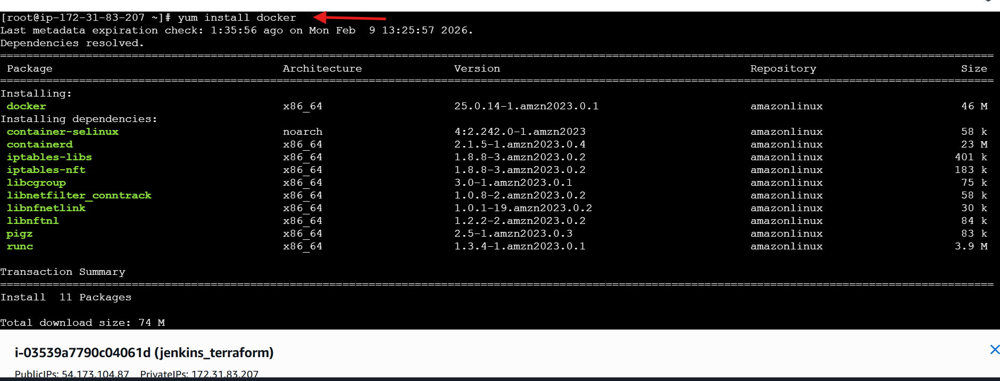 [root@ip-172-31-83-207 ~]# yum install docker
Last metadata expiration check: 1:35:56 ago on Mon Feb  9 13:25:57 2026.
Dependencies resolved.
Package Architecture Version Repository Size
Installing:
docker x86_64 25.0.14-1.amzn2023.0.1 amazonlinux 46 M
Installing dependencies:
container-selinux noarch 4:2.242.0-1.amzn2023 amazonlinux 58 k
containerd x86_64 2.1.5-1.amzn2023.0.4 amazonlinux 23 M
iptables-libs x86_64 1.8.8-3.amzn2023.0.2 amazonlinux 401 k
iptables-nft x86_64 1.8.8-3.amzn2023.0.2 amazonlinux 183 k
libcgroup x86_64 3.0-1.amzn2023.0.1 amazonlinux 75 k
libnetfilter_conntrack x86_64 1.0.8-2.amzn2023.0.2 amazonlinux 58 k
libnfnetlink x86_64 1.0.1-19.amzn2023.0.2 amazonlinux 30 k
libnftnl x86_64 1.2.2-2.amzn2023.0.2 amazonlinux 84 k
pigz x86_64 2.5-1.amzn2023.0.3 amazonlinux 83 k
runc x86_64 1.3.4-1.amzn2023.0.1 amazonlinux 3.9 M
Transaction Summary
Install  11 Packages
Total download size: 74 M
i-03539a7790c04061d (jenkins_terraform)
PublicIPs: 54.173.104.87 PrivateIPs: 172.31.83.207